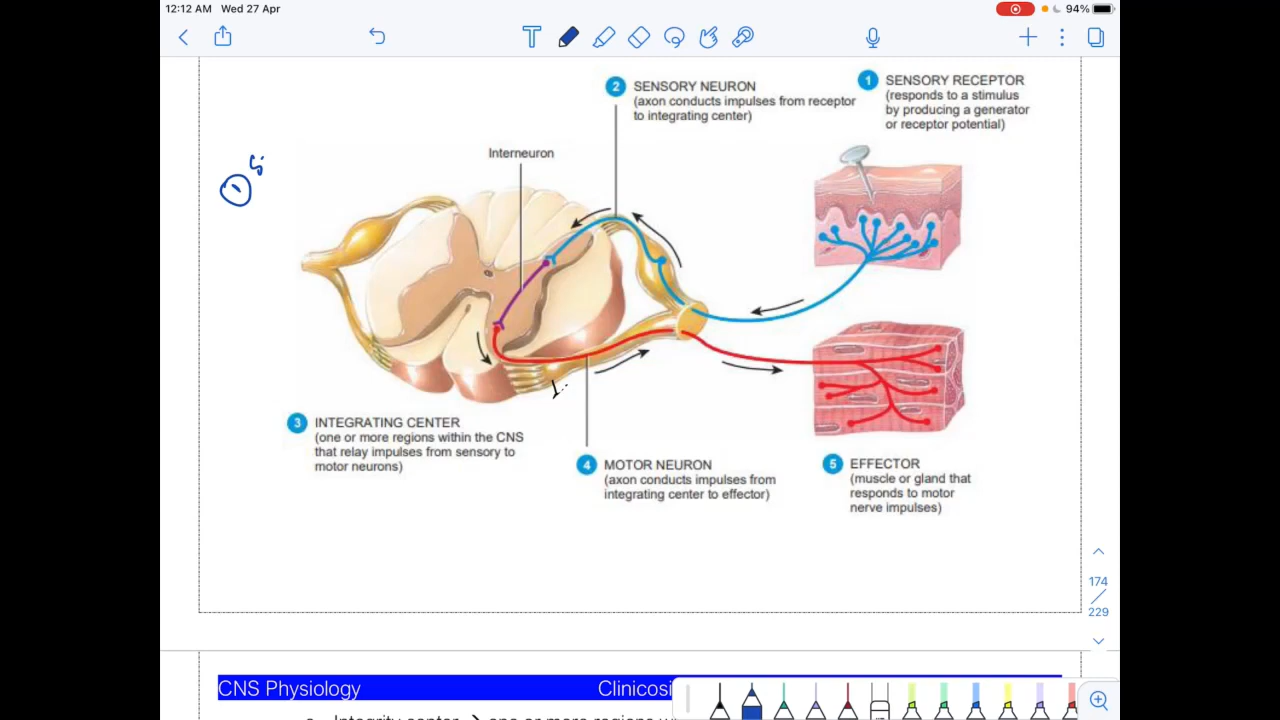 12:12 AM Wed 27 Apr
94%
2 SENSORY NEURON
(axon conducts impulses from receptor
to integrating center)
1 SENSORY RECEPTOR
(responds to a stimulus
by producing a generator
or receptor potential)
Interneuron
3 INTEGRATING CENTER
(one or more regions within the CNS
that relay impulses from sensory to
motor neurons)
4 MOTOR NEURON
(axon conducts impulses from
integrating center to effector)
5 EFFECTOR
(muscle or gland that
responds to motor
nerve impulses)
174
229
CNS Physiology